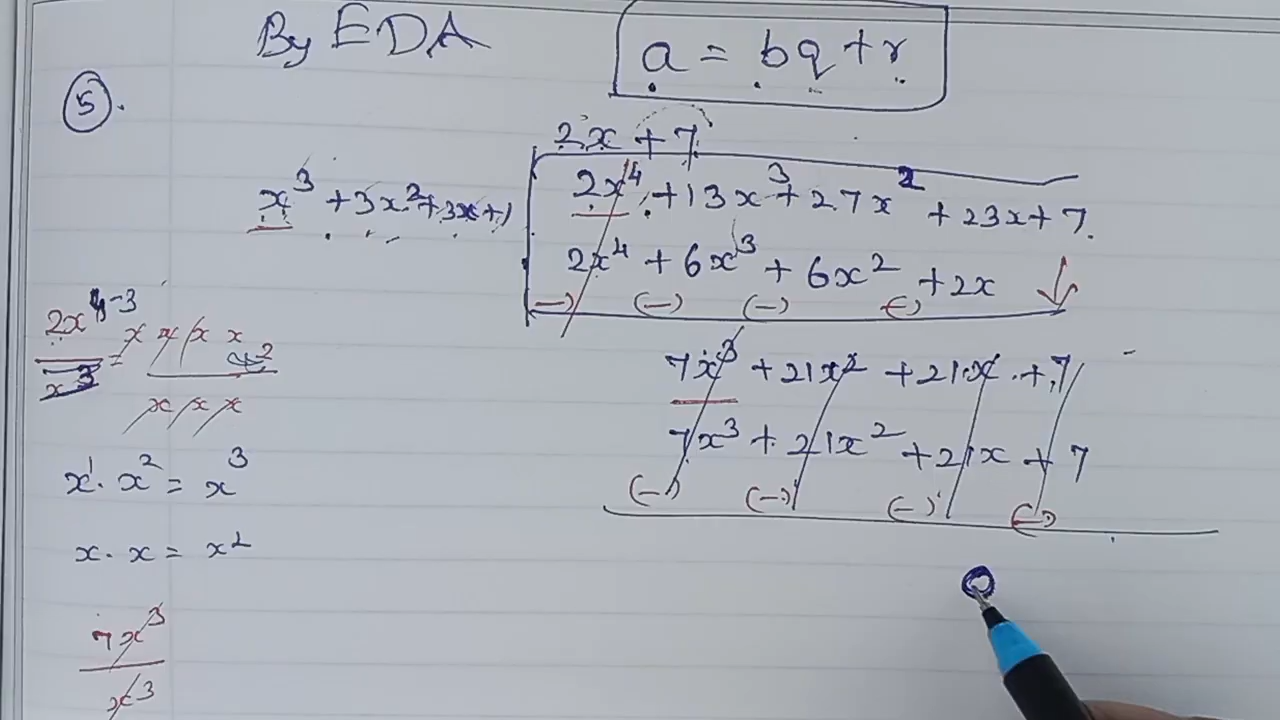 By EDA
a = bq + r
5.
2x + 7
x³ + 3x² + 3x + 1
2x⁴ + 13x³ + 27x² + 23x + 7
2x⁴ + 6x³ + 6x² + 2x
(−) (−) (−) (−)
7x³ + 21x² + 21x + 7
7x³ + 21x² + 21x + 7
(−) (−) (−) (−)
0
2x⁴⁻³
x³
=
x x x x
x x x
x¹ · x² = x³
x · x = x²
7x³
x³